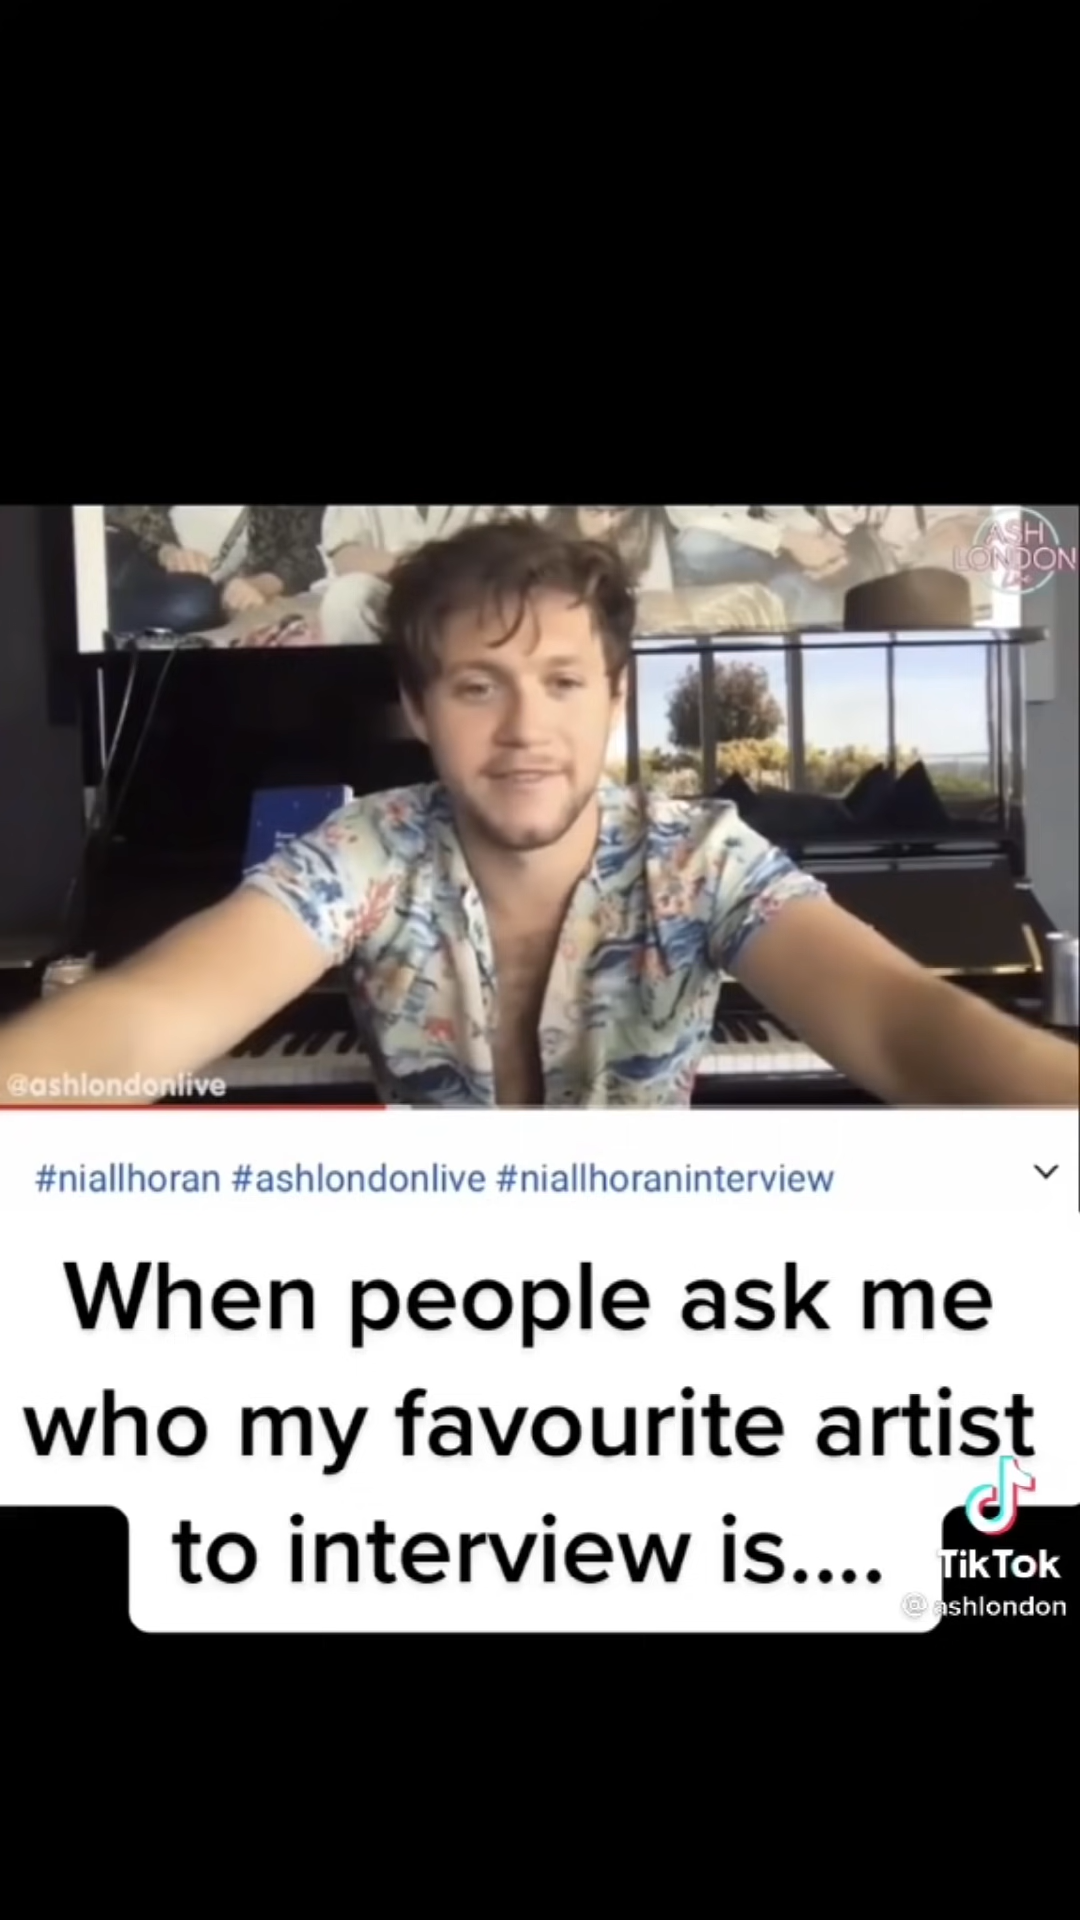 ASH
LONDON
Live
@ashlondonlive
#niallhoran #ashlondonlive #niallhoraninterview
When people ask me
who my favourite artist
to interview is....
TikTok
@ashlondon